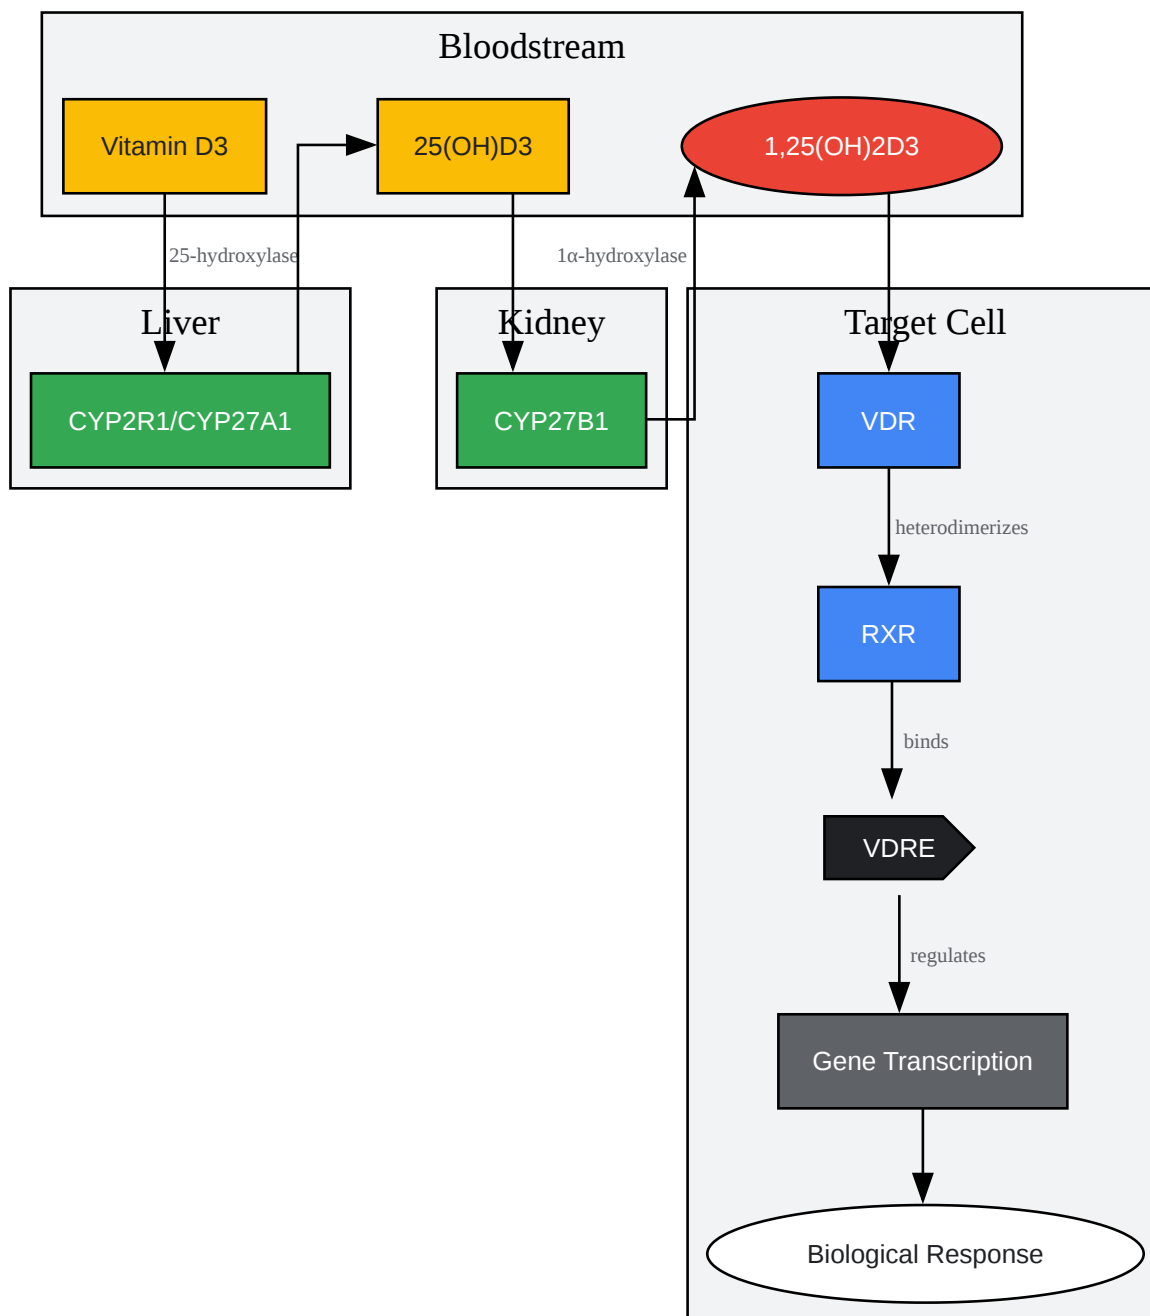 Bloodstream
Vitamin D3
25(OH)D3
1,25(OH)2D3
25-hydroxylase
1α-hydroxylase
Liver
Kidney
Target Cell
CYP2R1/CYP27A1
CYP27B1
VDR
heterodimerizes
RXR
binds
VDRE
regulates
Gene Transcription
Biological Response